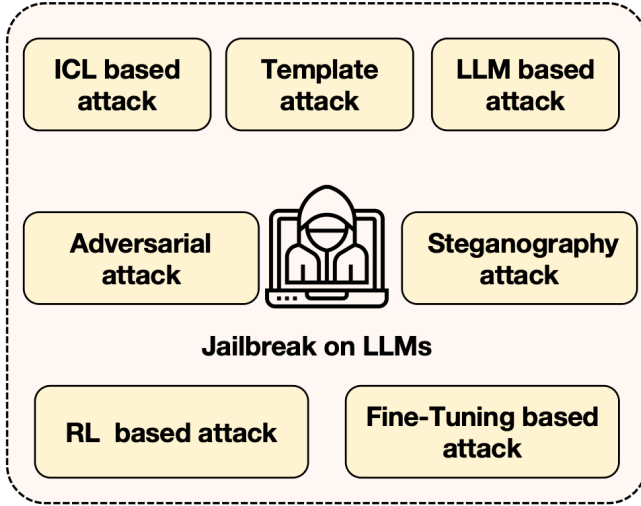 ICL based
attack
Template
attack
LLM based
attack
Adversarial
attack
Steganography
attack
Jailbreak on LLMs
RL based attack
Fine-Tuning based
attack